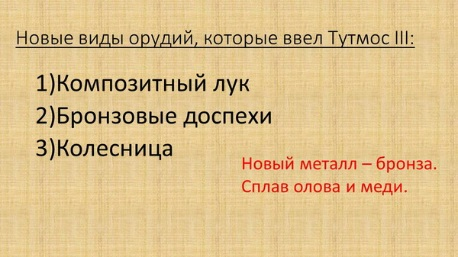 Новые виды орудий, которые ввел Тутмос III:
1)Композитный лук
2)Бронзовые доспехи
3)Колесница
Новый металл – бронза.
Сплав олова и меди.